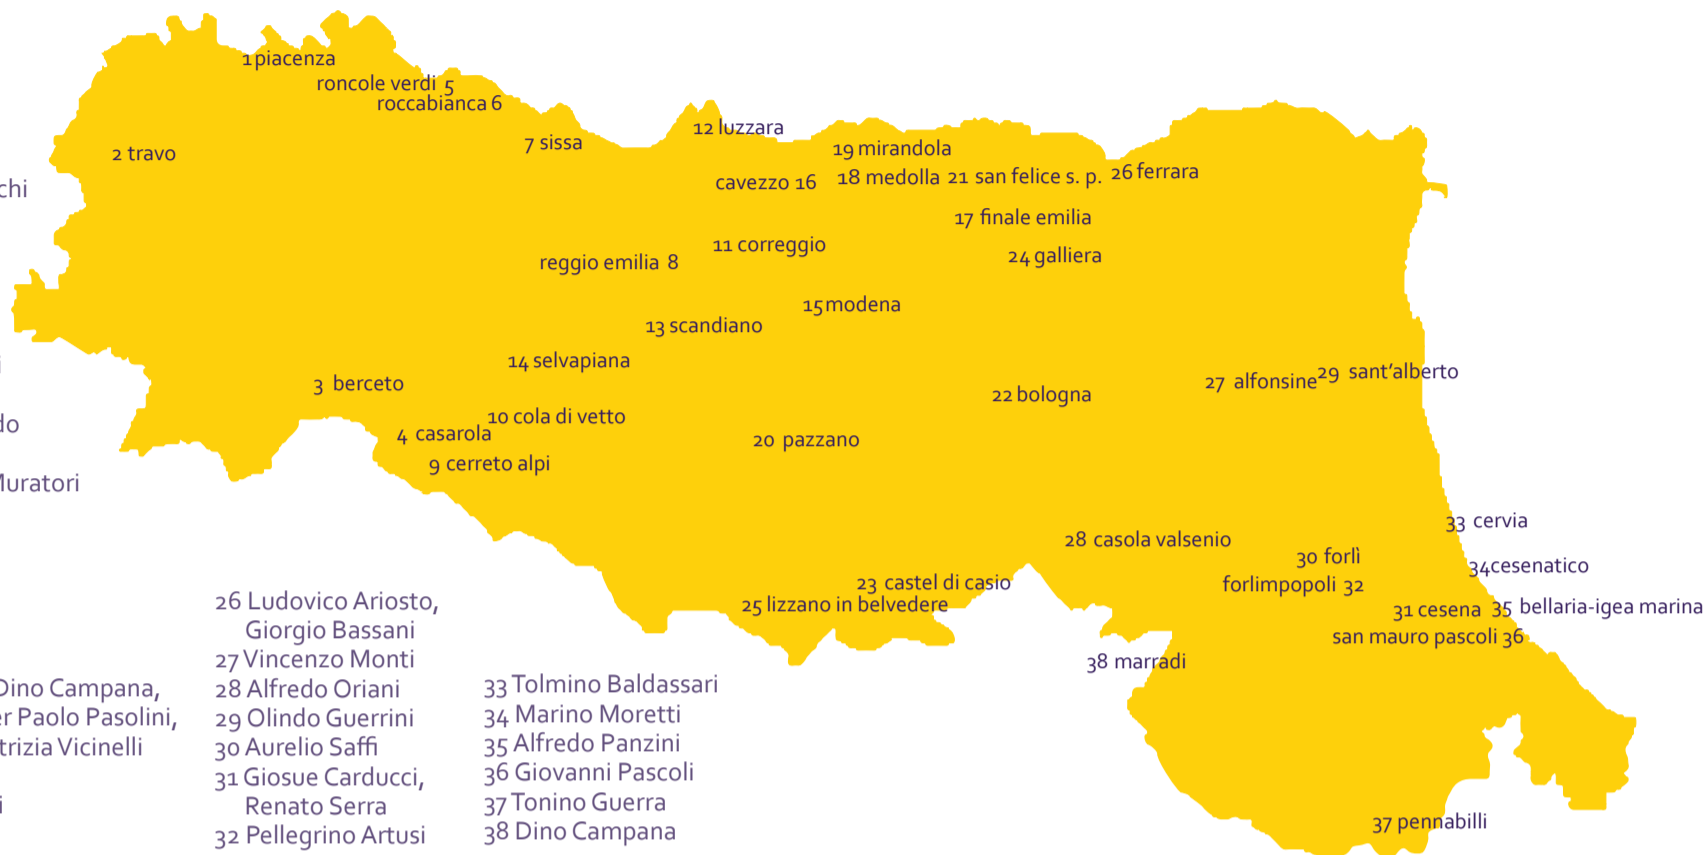 1 piacenza
roncole verdi 5
roccabianca 6
2 travo
7 sissa
12 luzzara
19 mirandola
cavezzo 16
18 medolla
21 san felice s. p.
26 ferrara
17 finale emilia
11 correggio
24 galliera
reggio emilia 8
15 modena
13 scandiano
14 selvapiana
3 berceto
22 bologna
27 alfonsine
29 sant'alberto
10 cola di vetto
4 casarola
20 pazzano
9 cerreto alpi
33 cervia
28 casola valsenio
30 forlì
34 cesenatico
23 castel di casio
forlimpopoli 32
25 lizzano in belvedere
31 cesena
35 bellaria-igea marina
san mauro pascoli 36
38 marradi
37 pennabilli
Dino Campana,
Paolo Pasolini,
Vicinelli
26 Ludovico Ariosto,
Giorgio Bassani
27 Vincenzo Monti
28 Alfredo Oriani
29 Olindo Guerrini
30 Aurelio Saffi
31 Giosue Carducci,
Renato Serra
32 Pellegrino Artusi
33 Tolmino Baldassari
34 Marino Moretti
35 Alfredo Panzini
36 Giovanni Pascoli
37 Tonino Guerra
38 Dino Campana